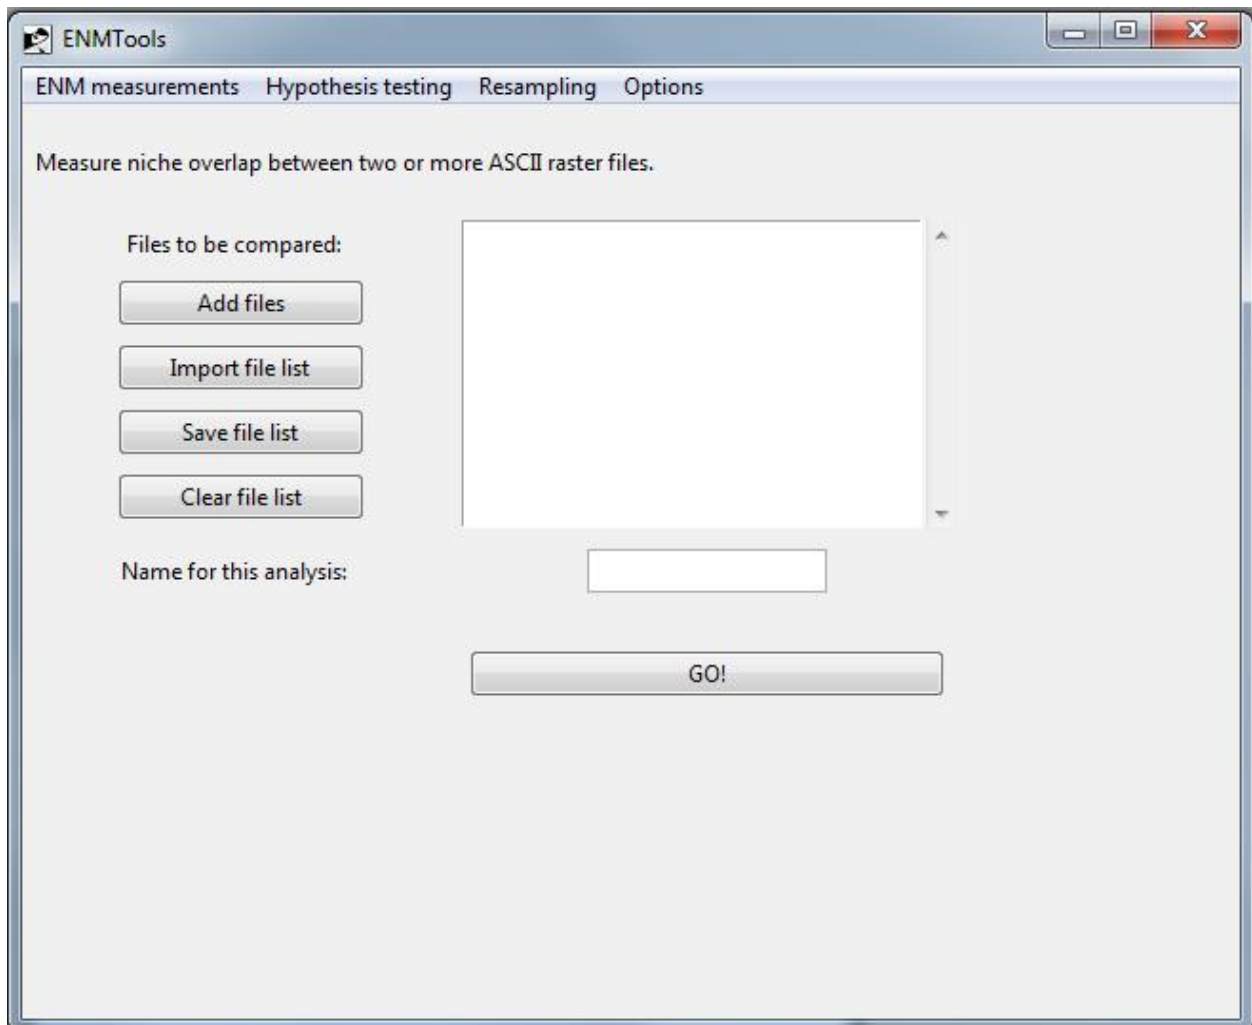 ENMTools
ENM measurements Hypothesis testing Resampling Options
Measure niche overlap between two or more ASCII raster files.
Files to be compared:
Add files
Import file list
Save file list
Clear file list
Name for this analysis:
GO!